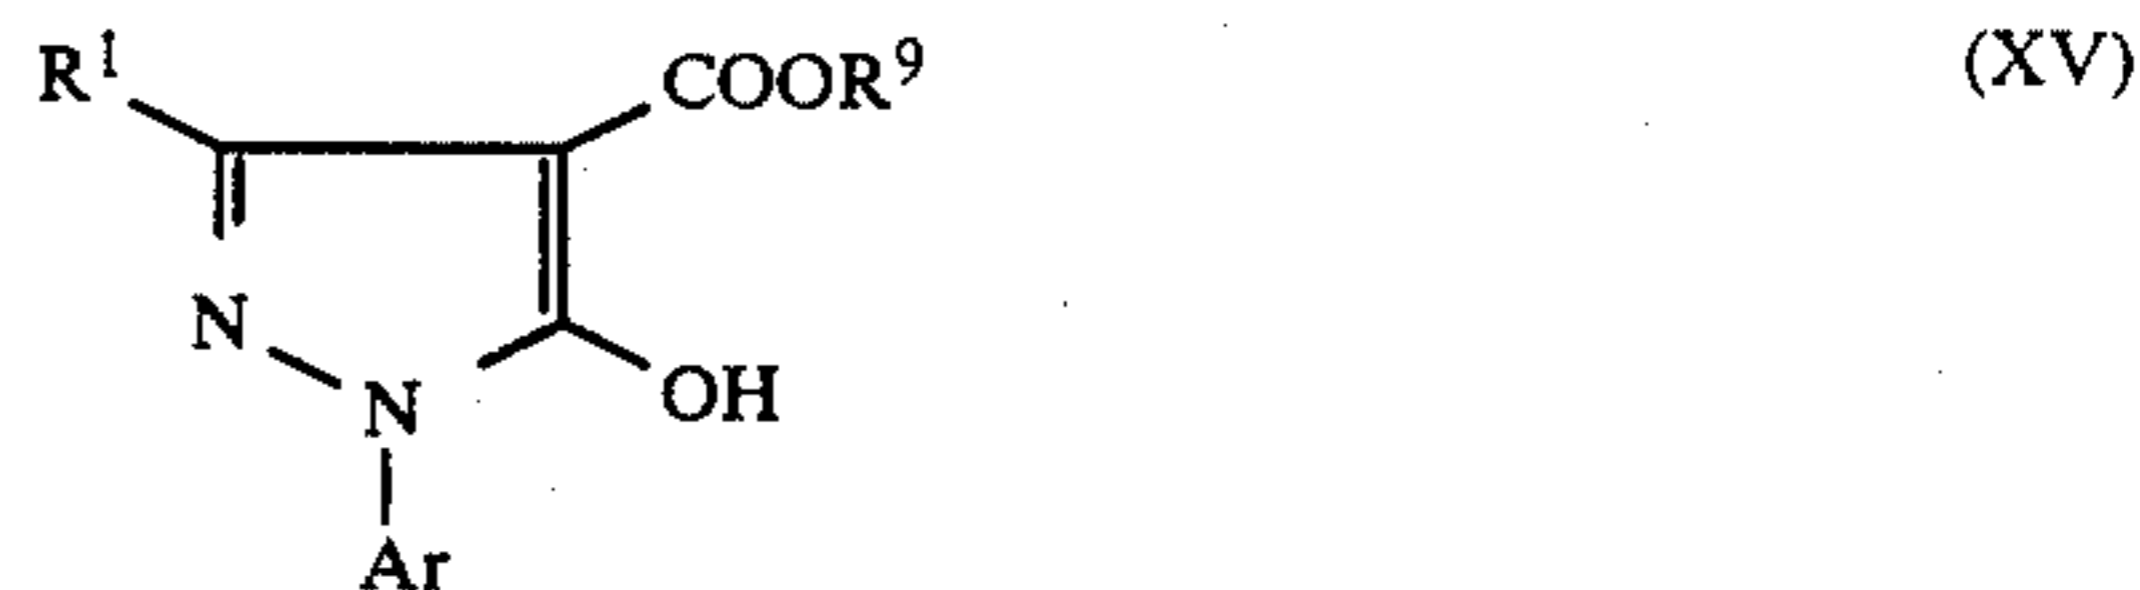 R¹ COOR⁹ (XV)
N
N OH
Ar